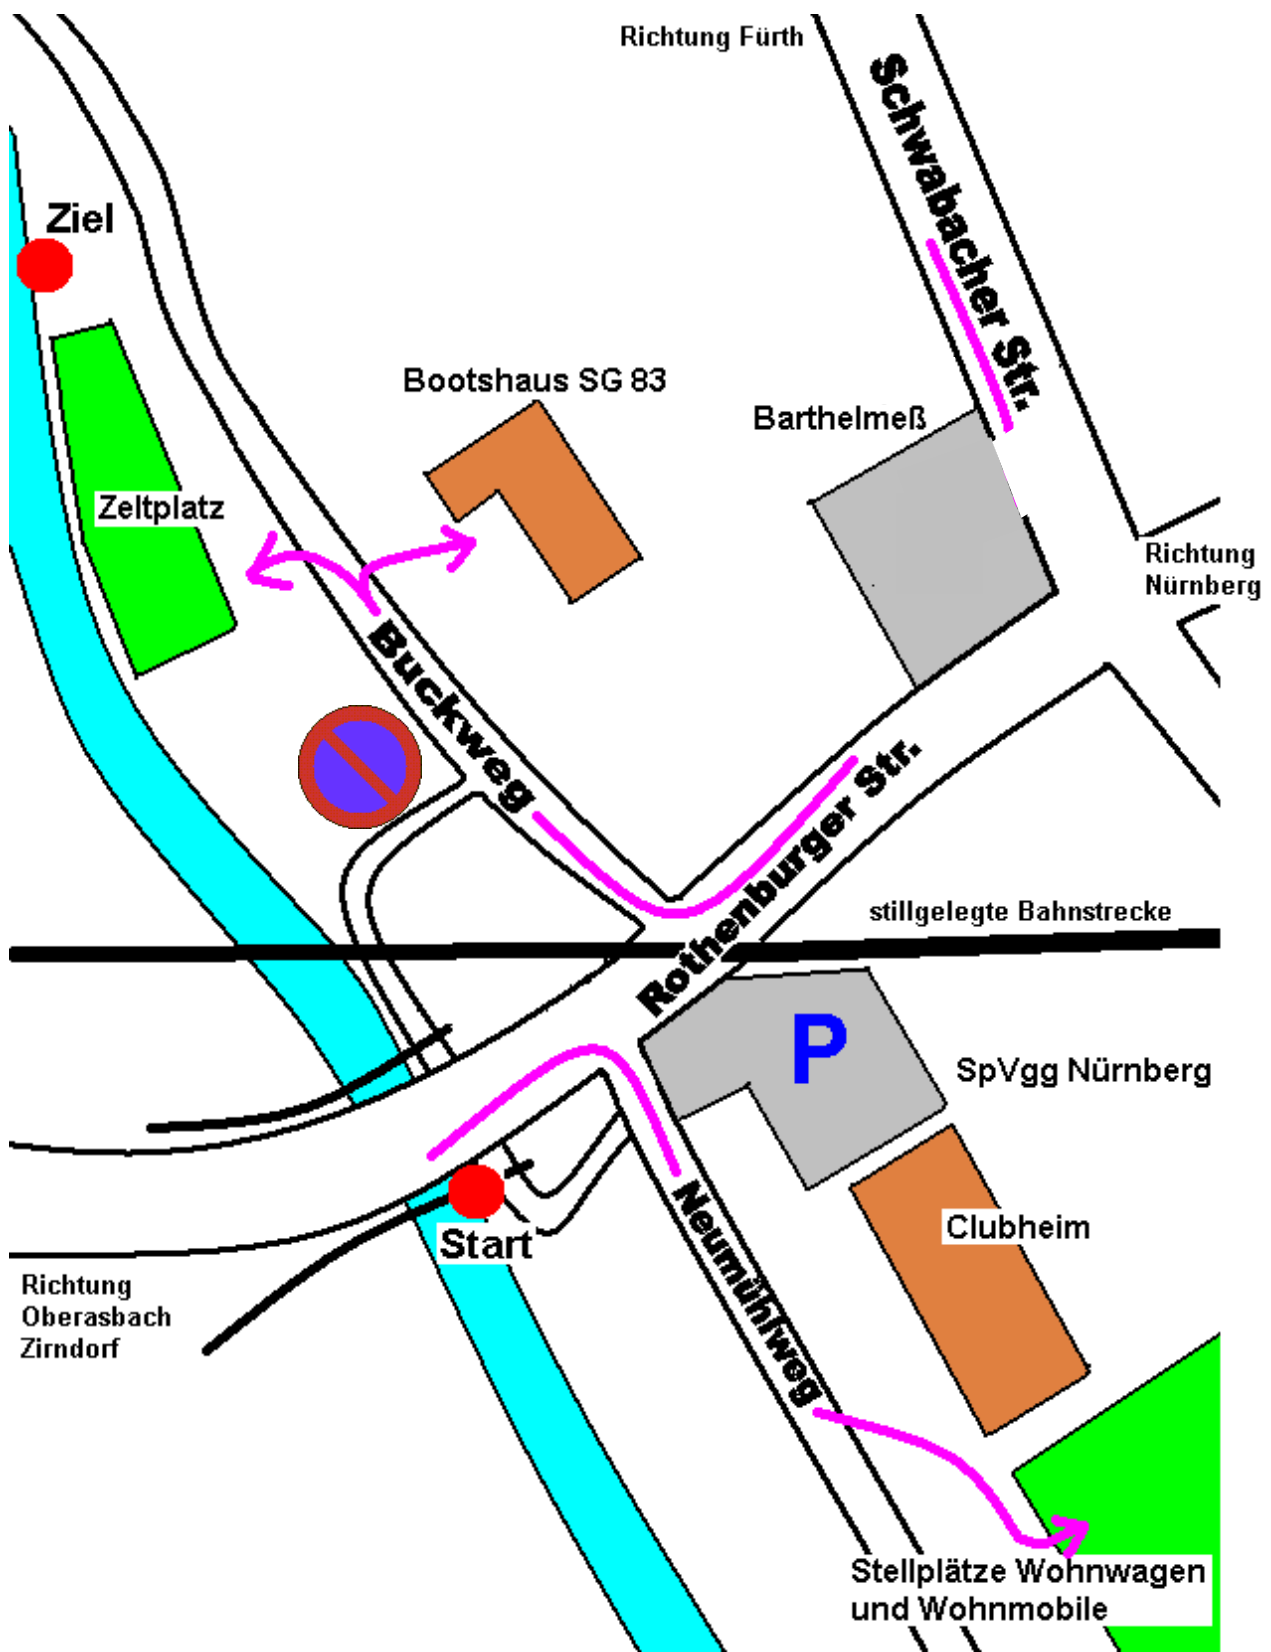 Richtung Fürth
Schwabacher Str.
Ziel
Bootshaus SG 83
Barthelmeß
Zeltplatz
Richtung
Nürnberg
Buckweg
Rothenburger Str.
stillgelegte Bahnstrecke
P
SpVgg Nürnberg
Neumühlweg
Clubheim
Start
Richtung
Oberasbach
Zirndorf
Stellplätze Wohnwagen
und Wohnmobile